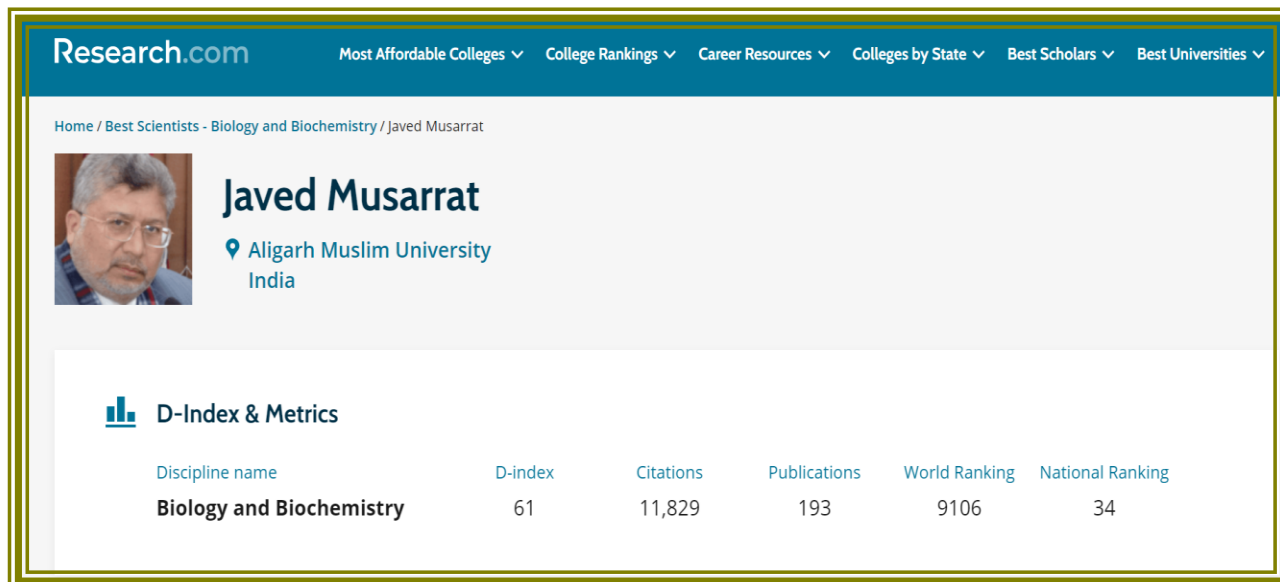 Research.com Most Affordable Colleges College Rankings Career Resources Colleges by State Best Scholars Best Universities
Home / Best Scientists - Biology and Biochemistry / Javed Musarrat
Javed Musarrat
Aligarh Muslim University
India
D-Index & Metrics
Discipline name D-index Citations Publications World Ranking National Ranking
Biology and Biochemistry 61 11,829 193 9106 34